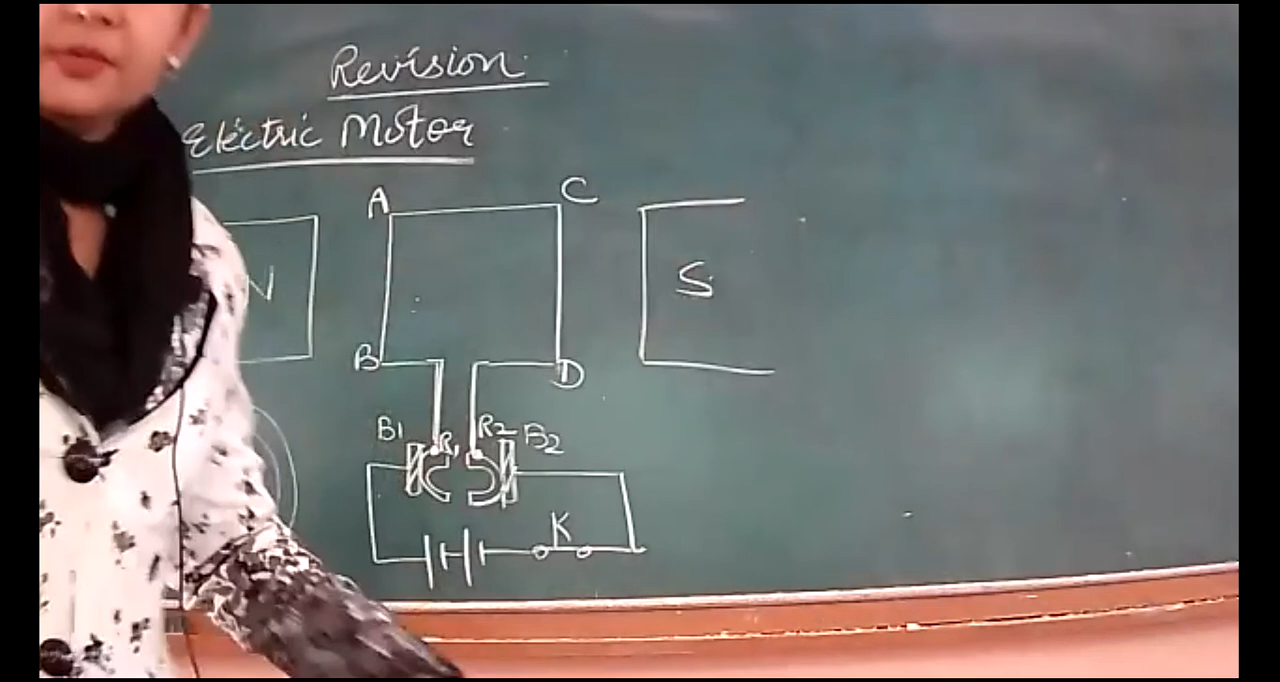 Revision
Electric Motor
A C
N S
B D
B1 R1 R2 B2
K